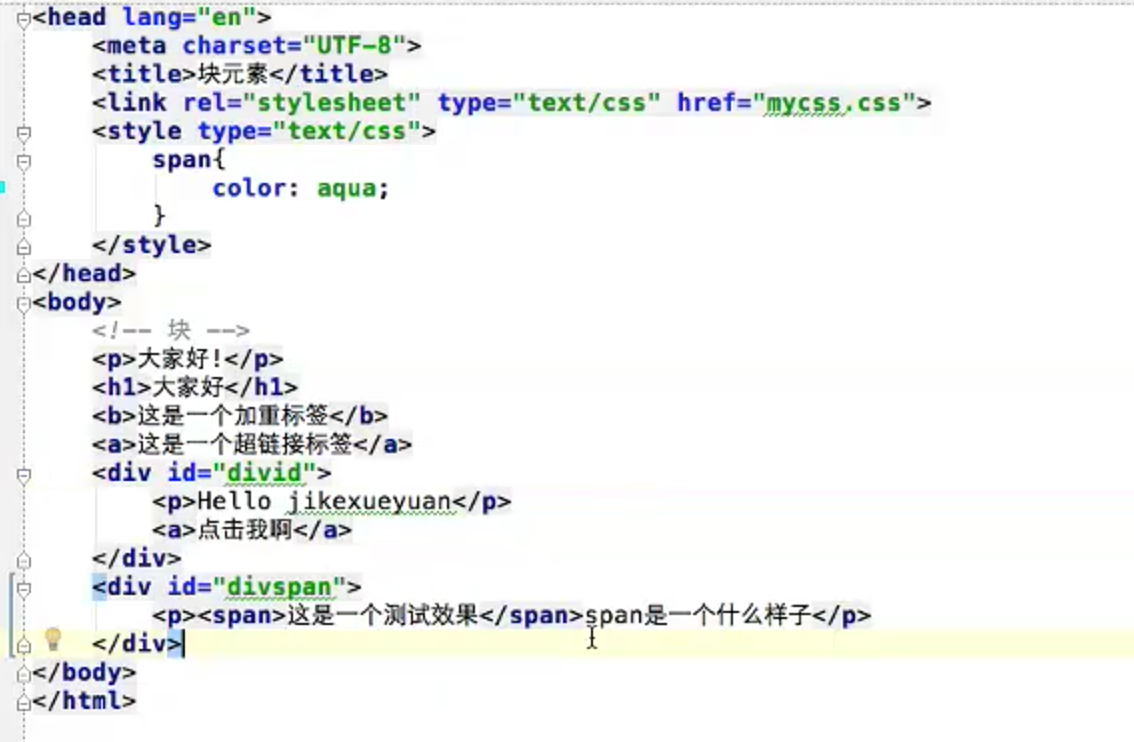 <head lang="en">
<meta charset="UTF-8">
<title>块元素</title>
<link rel="stylesheet" type="text/css" href="mycss.css">
<style type="text/css">
span{
color: aqua;
}
</style>
</head>
<body>
<!-- 块 -->
<p>大家好!</p>
<h1>大家好</h1>
<b>这是一个加重标签</b>
<a>这是一个超链接标签</a>
<div id="divid">
<p>Hello jikexueyuan</p>
<a>点击我啊</a>
</div>
<div id="divspan">
<p><span>这是一个测试效果</span>span是一个什么样子</p>
</div>
</body>
</html>